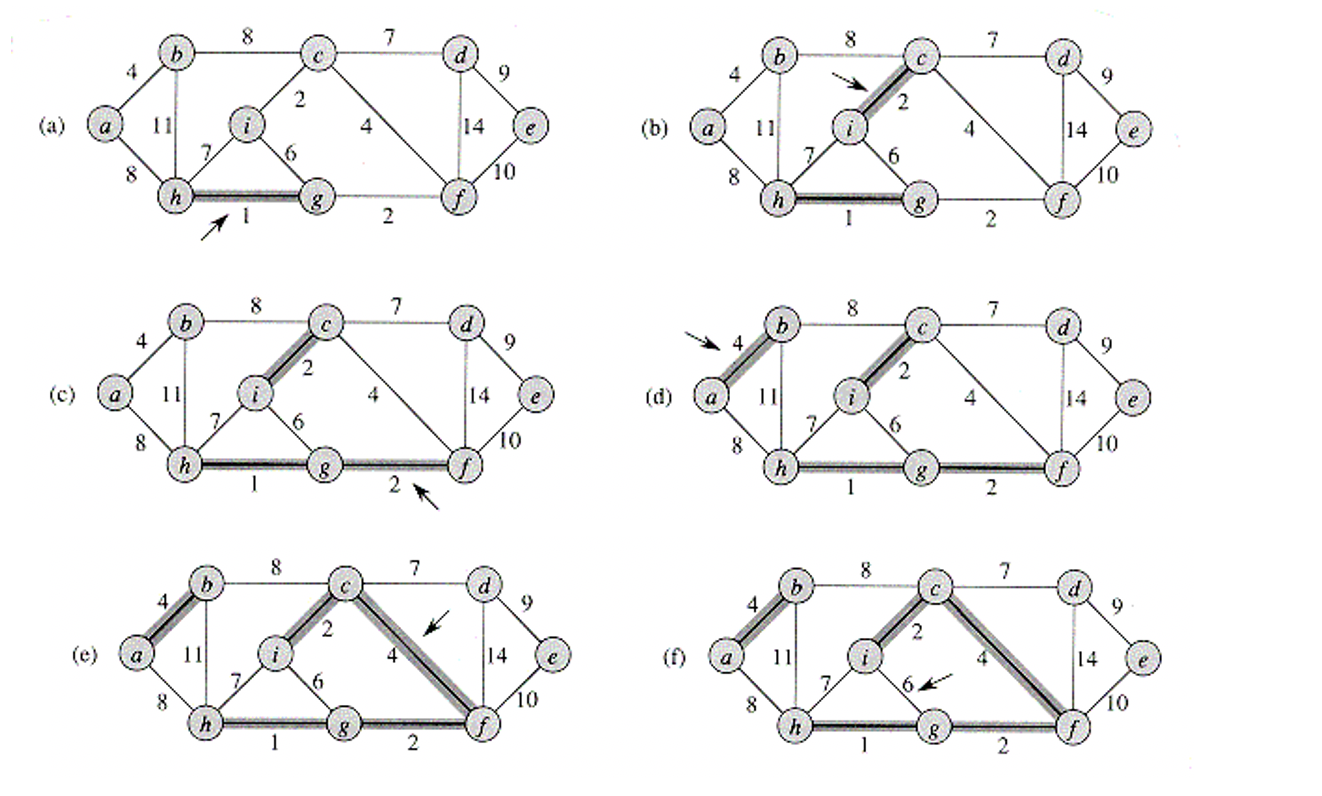 8 7
b c d
4 2 9
(a) a 11 i 4 14 e
8 7 6 10
h g f
1 2
8 7
b c d
4 2 9
(b) a 11 i 4 14 e
8 7 6 10
h g f
1 2
8 7
b c d
4 2 9
(c) a 11 i 4 14 e
8 7 6 10
h g f
1 2
8 7
b c d
4 2 9
(d) a 11 i 4 14 e
8 7 6 10
h g f
1 2
8 7
b c d
4 2 9
(e) a 11 i 4 14 e
8 7 6 10
h g f
1 2
8 7
b c d
4 2 9
(f) a 11 i 4 14 e
8 7 6 10
h g f
1 2